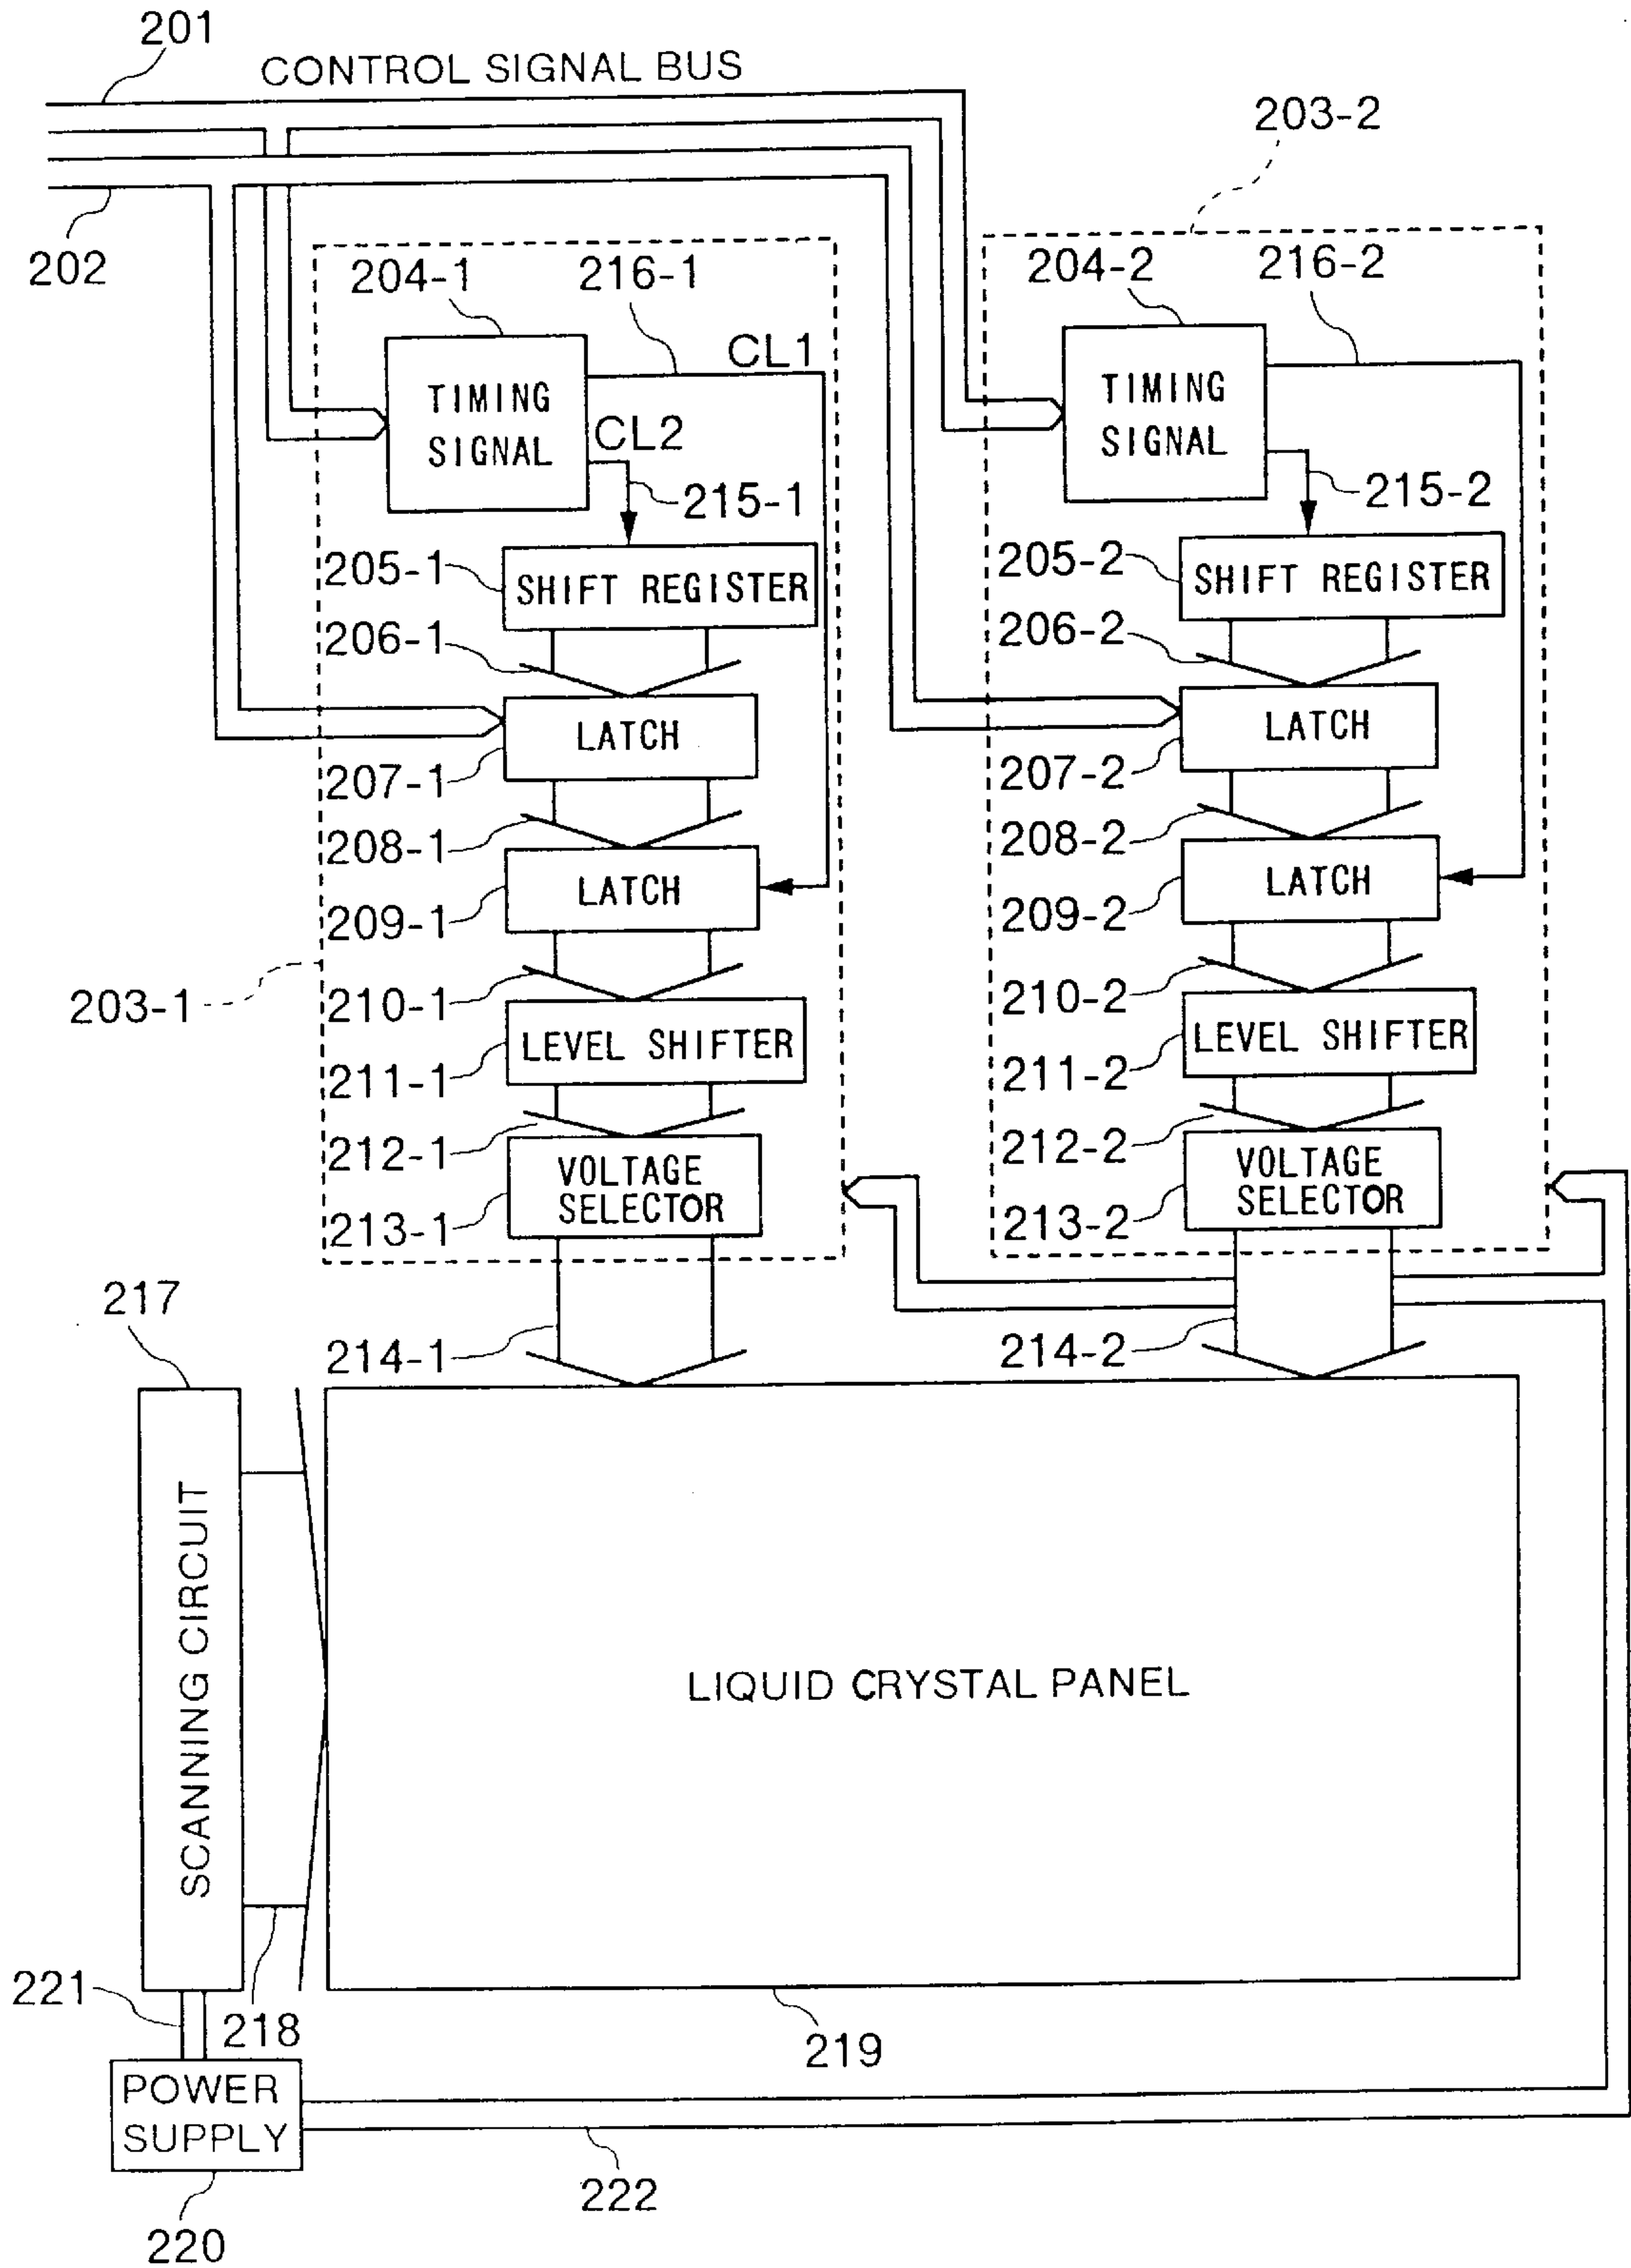 201
CONTROL SIGNAL BUS
203-2
202
204-1
216-1
204-2
216-2
CL1
TIMING
SIGNAL
TIMING
SIGNAL
CL2
215-1
215-2
205-1
SHIFT REGISTER
205-2
SHIFT REGISTER
206-1
206-2
LATCH
LATCH
207-1
207-2
208-1
208-2
LATCH
LATCH
209-1
209-2
203-1
210-1
210-2
LEVEL SHIFTER
LEVEL SHIFTER
211-1
211-2
212-1
212-2
VOLTAGE
SELECTOR
VOLTAGE
SELECTOR
213-1
213-2
217
214-1
214-2
SCANNING CIRCUIT
LIQUID CRYSTAL PANEL
221
218
219
POWER
SUPPLY
222
220